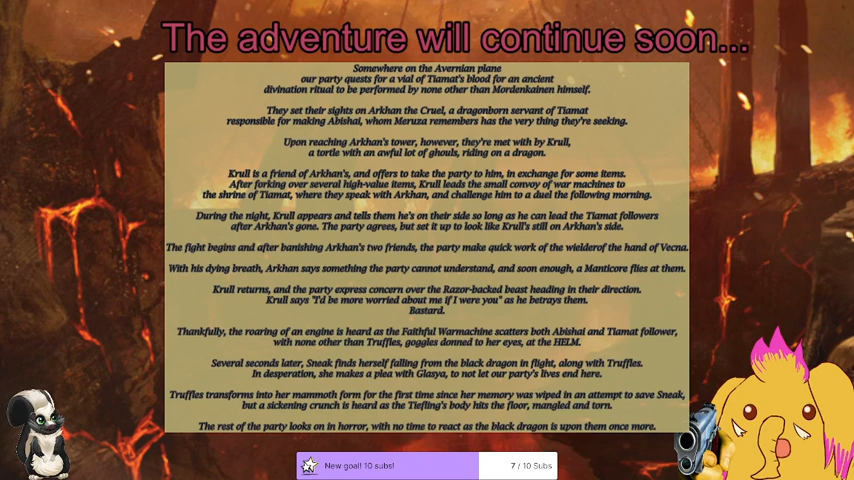 The adventure will continue soon...
Somewhere on the Avernian plane
our party quests for a vial of Tiamat's blood for an ancient
divination ritual to be performed by none other than Mordenkainen himself.
They set their sights on Arkhan the Cruel, a dragonborn servant of Tiamat
responsible for making Abishai, whom Meruza remembers has the very thing they're seeking.
Upon reaching Arkhan's tower, however, they're met with by Krull,
a tortle with an awful lot of ghouls, riding on a dragon.
Krull is a friend of Arkhan's, and offers to take the party to him, in exchange for some items.
After forking over several high-value items, Krull leads the small convoy of war machines to
the shrine of Tiamat, where they speak with Arkhan, and challenge him to a duel the following morning.
During the night, Krull appears and tells them he's on their side so long as he can lead the Tiamat followers
after Arkhan's gone. The party agrees, but set it up to look like Krull's still on Arkhan's side.
The fight begins and after banishing Arkhan's two friends, the party make quick work of the wielderof the hand of Vecna.
With his dying breath, Arkhan says something the party cannot understand, and soon enough, a Manticore flies at them.
Krull returns, and the party express concern over the Razor-backed beast heading in their direction.
Krull says "I'd be more worried about me if I were you" as he betrays them.
Bastard.
Thankfully, the roaring of an engine is heard as the Faithful Warmachine scatters both Abishai and Tiamat follower,
with none other than Truffles, goggles donned to her eyes, at the HELM.
Several seconds later, Sneak finds herself falling from the black dragon in flight, along with Truffles.
In desperation, she makes a plea with Glasya, to not let our party's lives end here.
Truffles transforms into her mammoth form for the first time since her memory was wiped in an attempt to save Sneak,
but a sickening crunch is heard as the Tiefling's body hits the floor, mangled and torn.
The rest of the party looks on in horror, with no time to react as the black dragon is upon them once more.
New goal! 10 subs!
7 / 10 Subs